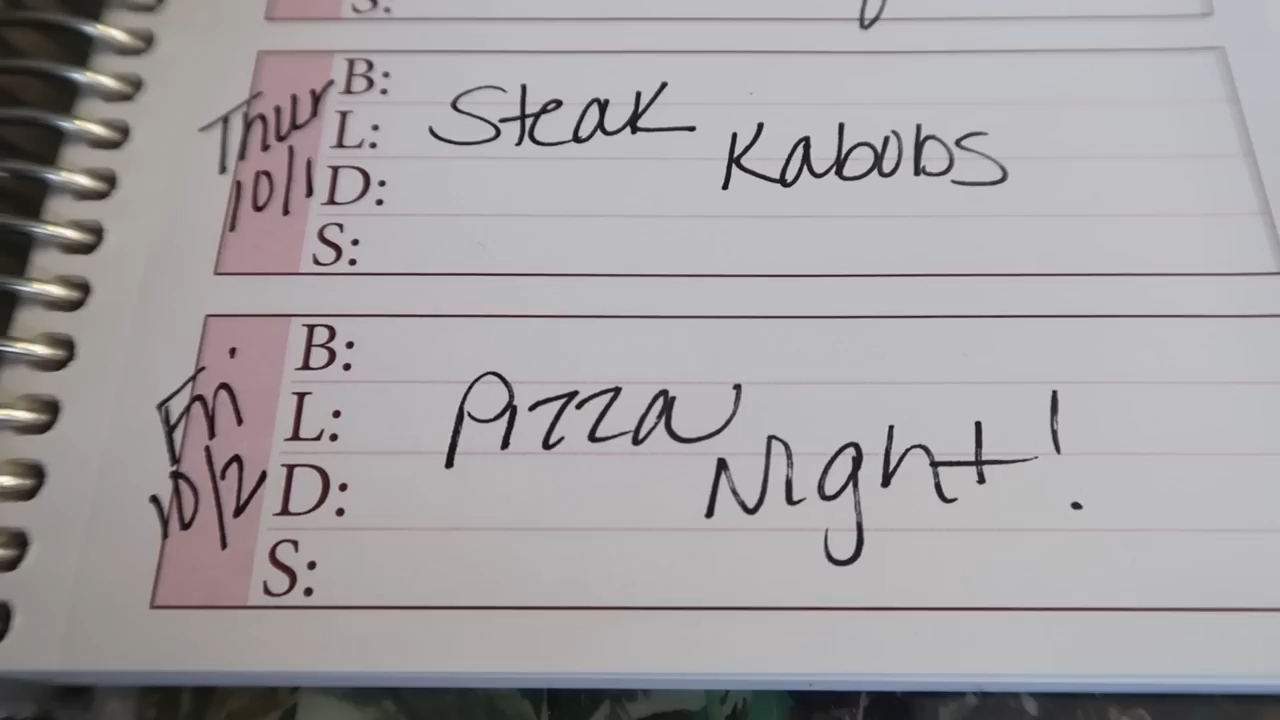 S:
Thur
10/1
B:
L:
D:
S:
Steak
Kabobs
Fri
10/2
B:
L:
D:
S:
Pizza
Night!